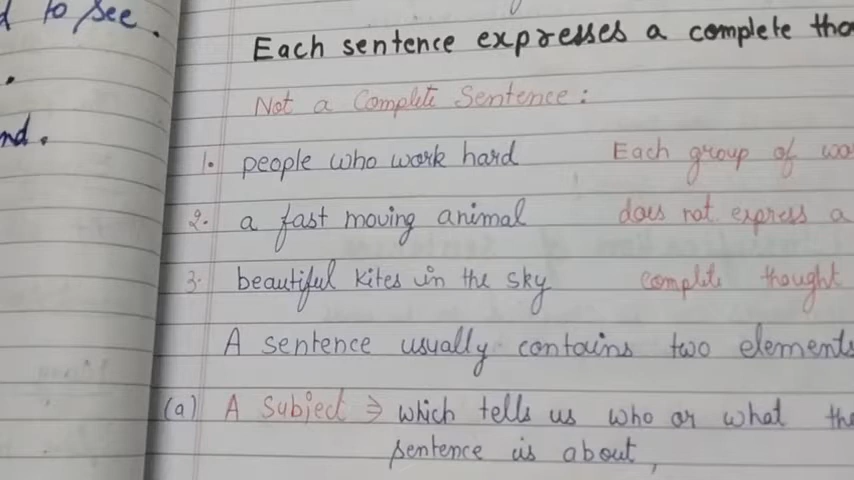 to see.
Each sentence expresses a complete
Not a Complete Sentence :
1. people who work hard Each group of
2. a fast moving animal does not express a
3. beautiful kites in the sky complete thought
A sentence usually contains two elements
(a) A Subject ⇒ which tells us who or what the
sentence is about,